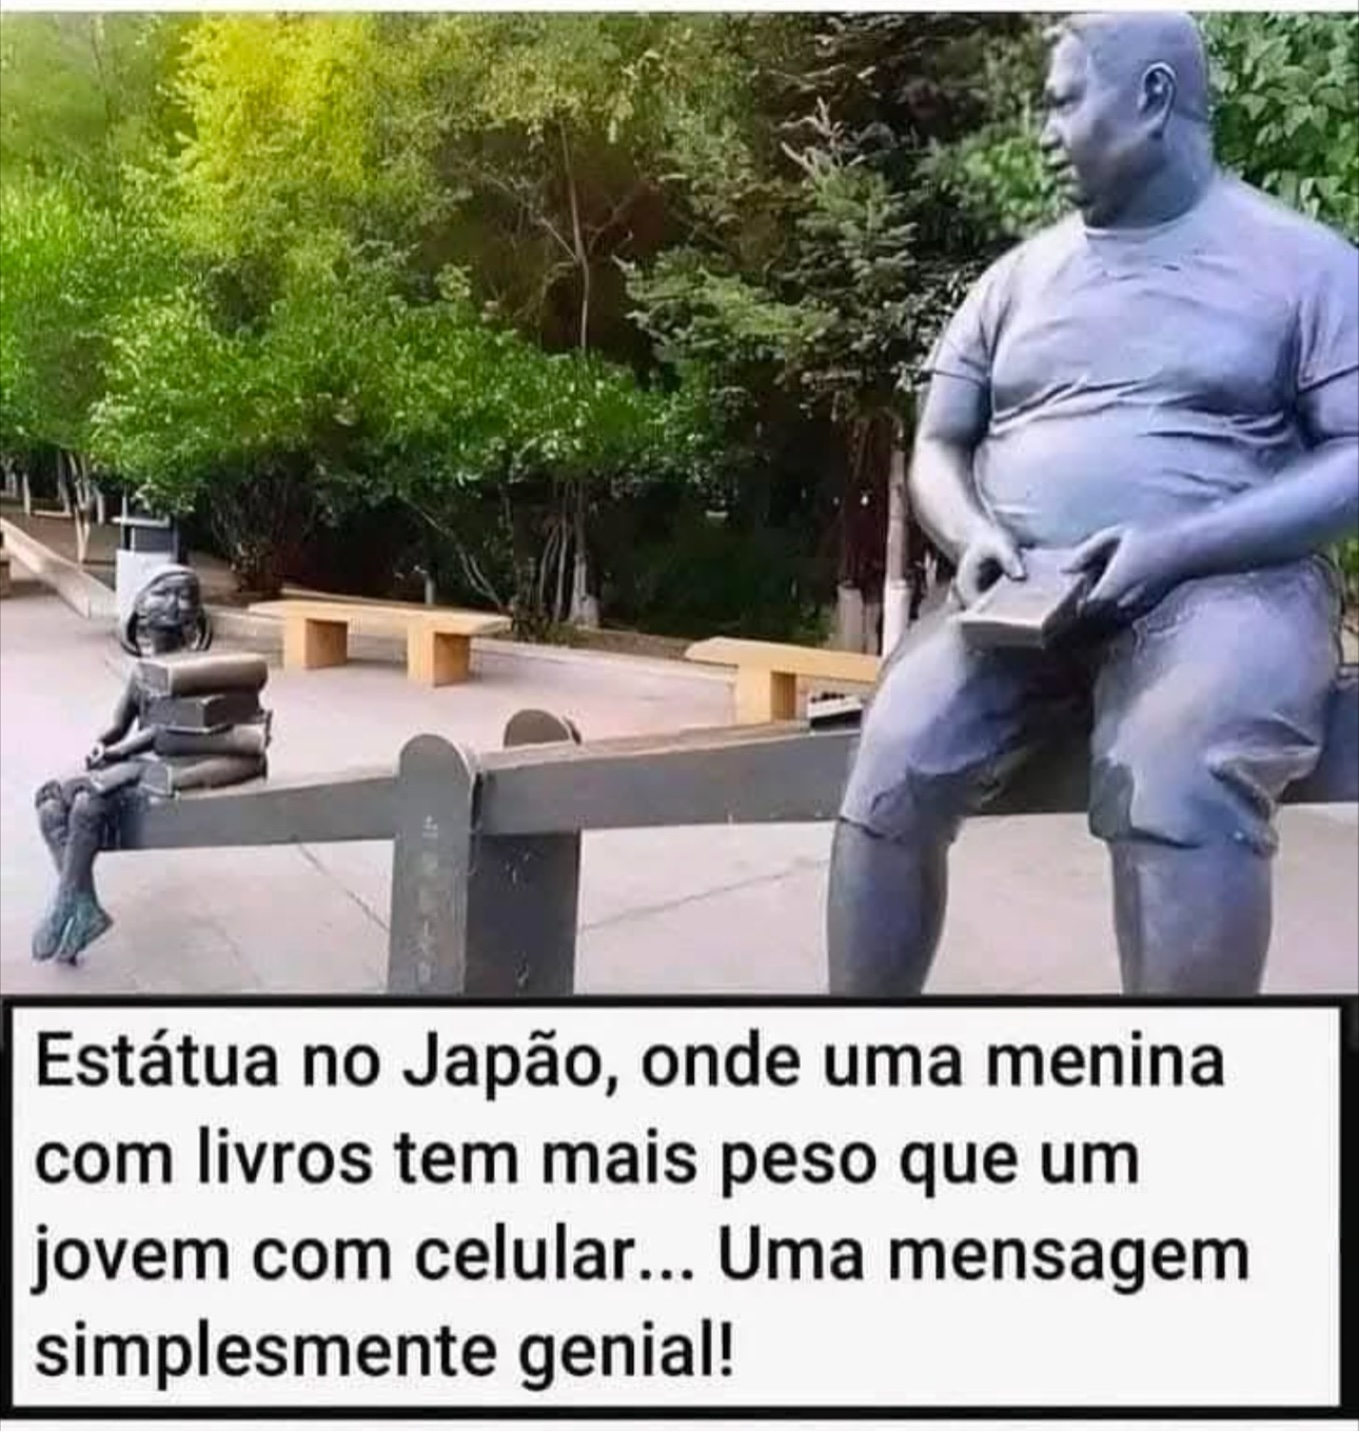 Estátua no Japão, onde uma menina
com livros tem mais peso que um
jovem com celular... Uma mensagem
simplesmente genial!